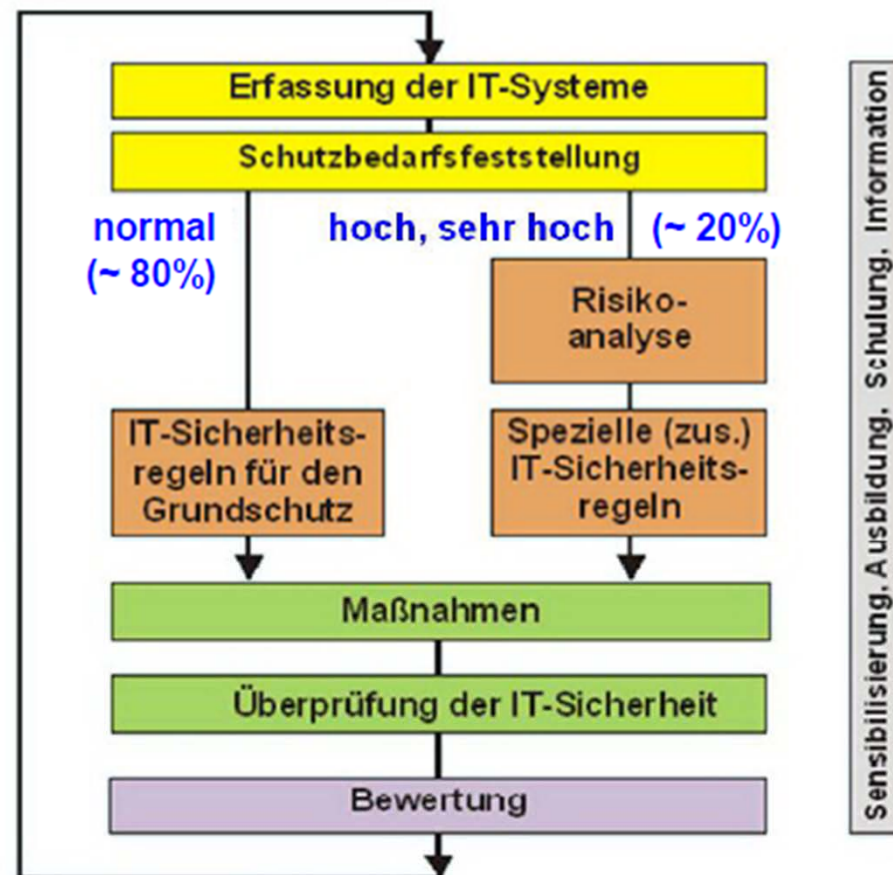 Erfassung der IT-Systeme
Schutzbedarfsfeststellung
normal
(~ 80%)
hoch, sehr hoch (~ 20%)
Risiko-
analyse
IT-Sicherheits-
regeln für den
Grundschutz
Spezielle (zus.)
IT-Sicherheits-
regeln
Maßnahmen
Überprüfung der IT-Sicherheit
Bewertung
Sensibilisierung, Ausbildung, Schulung, Information